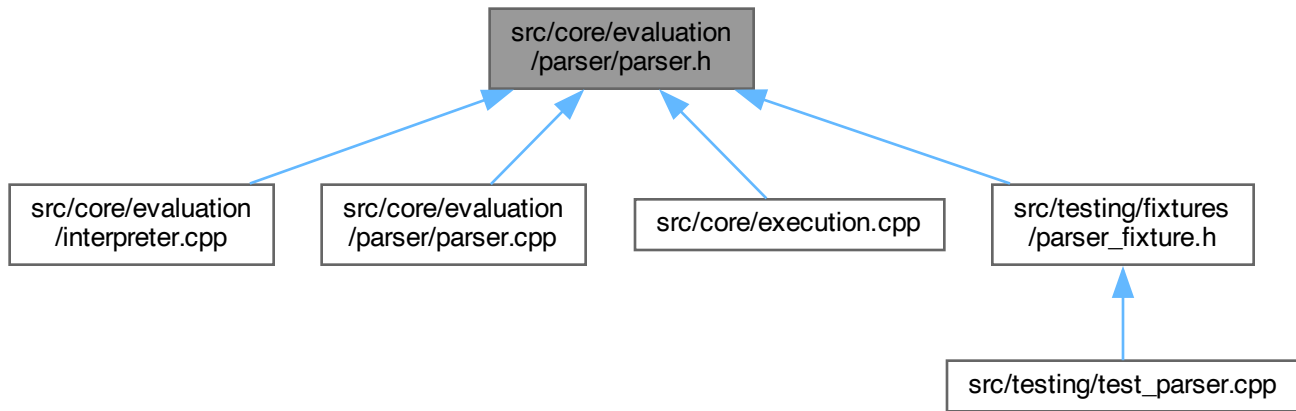 src/core/evaluation
/parser/parser.h
src/core/evaluation
/interpreter.cpp
src/core/evaluation
/parser/parser.cpp
src/core/execution.cpp
src/testing/fixtures
/parser_fixture.h
src/testing/test_parser.cpp